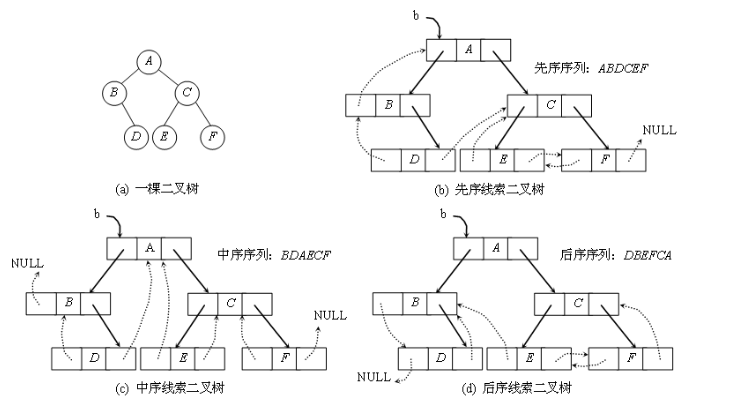 A
B
C
D
E
F
(a) 一棵二叉树
b
A
先序序列：ABDCEF
B
C
NULL
D
E
F
(b) 先序线索二叉树
b
A
中序序列：BDAECF
NULL
B
C
NULL
D
E
F
(c) 中序线索二叉树
b
A
后序序列：DBEFCA
B
C
D
E
F
NULL
(d) 后序线索二叉树